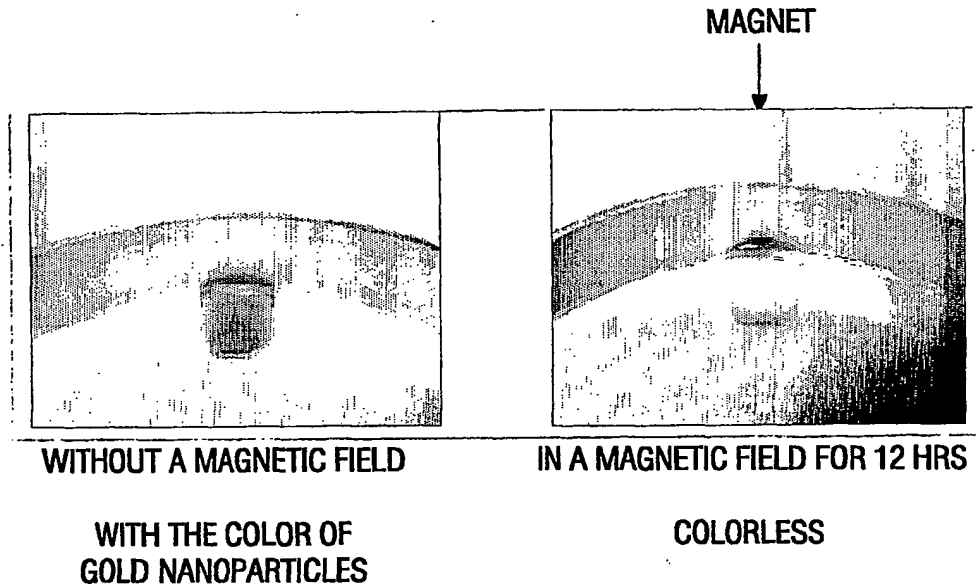 MAGNET
WITHOUT A MAGNETIC FIELD
IN A MAGNETIC FIELD FOR 12 HRS
WITH THE COLOR OF
GOLD NANOPARTICLES
COLORLESS